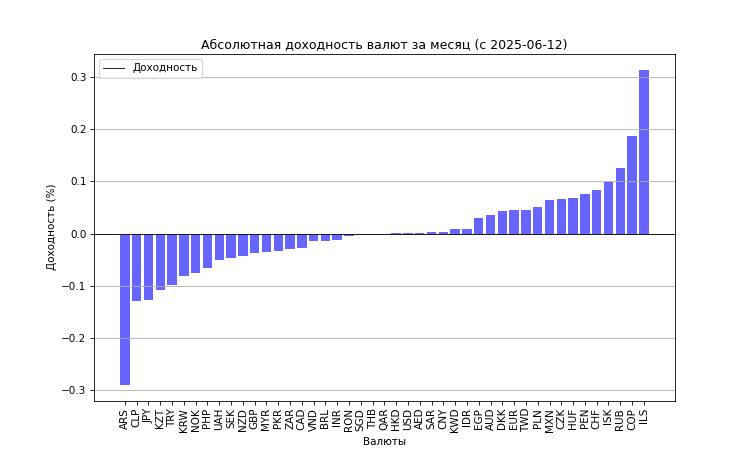 Абсолютная доходность валют за месяц (с 2025-06-12)
Доходность
0.3
0.2
0.1
0.0
−0.1
−0.2
−0.3
Доходность (%)
ARS CLP JPY KZT TRY KRW NOK PHP UAH SEK NZD GBP MYR PKR ZAR CAD VND BRL INR RON SGD THB QAR HKD USD AED SAR CNY KWD IDR EGP AUD DKK EUR TWD PLN MXN CZK HUF PEN CHF ISK RUB COP ILS
Валюты